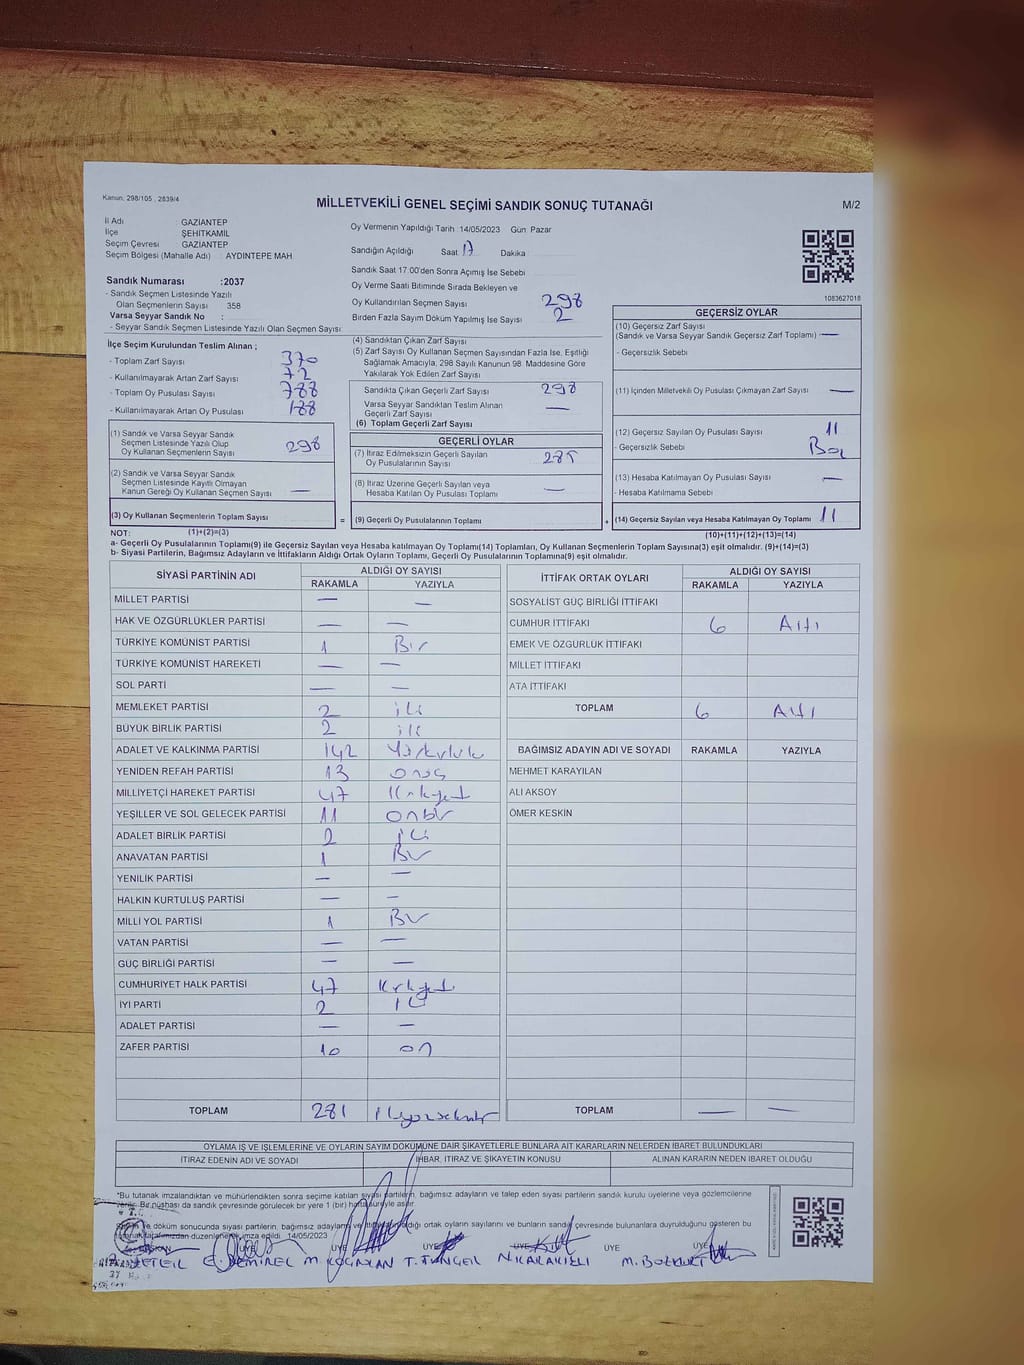 Kanun, 298/105 , 2839/4
MİLLETVEKİLİ GENEL SEÇİMİ SANDIK SONUÇ TUTANAĞI
M/2
İl Adı : GAZİANTEP
İlçe : ŞEHİTKAMİL
Seçim Çevresi : GAZİANTEP
Seçim Bölgesi (Mahalle Adı) : AYDINTEPE MAH
Sandık Numarası :2037
- Sandık Seçmen Listesinde Yazılı
Olan Seçmenlerin Sayısı 358
Varsa Seyyar Sandık No :
- Seyyar Sandık Seçmen Listesinde Yazılı Olan Seçmen Sayısı:
Oy Vermenin Yapıldığı Tarih :14/05/2023 Gün: Pazar
Sandığın Açıldığı Saat 17 Dakika
Sandık Saat 17.00'den Sonra Açımış İse Sebebi
Oy Verme Saati Bitiminde Sırada Bekleyen ve
Oy Kullandırılan Seçmen Sayısı 298
Birden Fazla Sayım Döküm Yapılmış İse Sayısı 2
1083627018
İlçe Seçim Kurulundan Teslim Alınan ;
- Toplam Zarf Sayısı 370
- Kullanılmayarak Artan Zarf Sayısı 72
- Toplam Oy Pusulası Sayısı
- Kullanılmayarak Artan Oy Pusulası
(1) Sandık ve Varsa Seyyar Sandık
Seçmen Listesinde Yazılı Olup
Oy Kullanan Seçmenlerin Sayısı 298
(2) Sandık ve Varsa Seyyar Sandık
Seçmen Listesinde Kayıtlı Olmayan
Kanun Gereği Oy Kullanan Seçmen Sayısı —
(3) Oy Kullanan Seçmenlerin Toplam Sayısı
(1)+(2)=(3)
(4) Sandıktan Çıkan Zarf Sayısı
(5) Zarf Sayısı Oy Kullanan Seçmen Sayısından Fazla İse, Eşitliği
Sağlamak Amacıyla, 298 Sayılı Kanunun 98. Maddesine Göre
Yakılarak Yok Edilen Zarf Sayısı
Sandıkta Çıkan Geçerli Zarf Sayısı 298
Varsa Seyyar Sandıktan Teslim Alınan
Geçerli Zarf Sayısı —
(6) Toplam Geçerli Zarf Sayısı
GEÇERLİ OYLAR
(7) İtiraz Edilmeksizin Geçerli Sayılan
Oy Pusulalarının Sayısı 285
(8) İtiraz Üzerine Geçerli Sayılan veya
Hesaba Katılan Oy Pusulası Toplamı —
= (9) Geçerli Oy Pusulalarının Toplamı +
GEÇERSİZ OYLAR
(10) Geçersiz Zarf Sayısı
(Sandık ve Varsa Seyyar Sandık Geçersiz Zarf Toplamı) —
- Geçersizlik Sebebi
(11) İçinden Milletvekili Oy Pusulası Çıkmayan Zarf Sayısı —
(12) Geçersiz Sayılan Oy Pusulası Sayısı 11
- Geçersizlik Sebebi
(13) Hesaba Katılmayan Oy Pusulası Sayısı —
- Hesaba Katılmama Sebebi
(14) Geçersiz Sayılan veya Hesaba Katılmayan Oy Toplamı 11
(10)+(11)+(12)+(13)=(14)
NOT:
a- Geçerli Oy Pusulalarının Toplamı(9) ile Geçersiz Sayılan veya Hesaba katılmayan Oy Toplamı(14) Toplamları, Oy Kullanan Seçmenlerin Toplam Sayısına(3) eşit olmalıdır. (9)+(14)=(3)
b- Siyasi Partilerin, Bağımsız Adayların ve İttifakların Aldığı Ortak Oyların Toplamı, Geçerli Oy Pusulalarının Toplamına(9) eşit olmalıdır.
SİYASİ PARTİNİN ADI ALDIĞI OY SAYISI
RAKAMLA YAZIYLA
MİLLET PARTİSİ — —
HAK VE ÖZGÜRLÜKLER PARTİSİ — —
TÜRKİYE KOMÜNİST PARTİSİ 1 Bir
TÜRKİYE KOMÜNİST HAREKETİ — —
SOL PARTİ — —
MEMLEKET PARTİSİ 2 iki
BÜYÜK BİRLİK PARTİSİ 2 iki
ADALET VE KALKINMA PARTİSİ 142
YENİDEN REFAH PARTİSİ 13 onüç
MİLLİYETÇİ HAREKET PARTİSİ 47
YEŞİLLER VE SOL GELECEK PARTİSİ 11 onbir
ADALET BİRLİK PARTİSİ 2 iki
ANAVATAN PARTİSİ 1 Bir
YENİLİK PARTİSİ — —
HALKIN KURTULUŞ PARTİSİ — —
MİLLİ YOL PARTİSİ 1 Bir
VATAN PARTİSİ — —
GÜÇ BİRLİĞİ PARTİSİ — —
CUMHURİYET HALK PARTİSİ 47
İYİ PARTİ 2 iki
ADALET PARTİSİ — —
ZAFER PARTİSİ 10 on
TOPLAM 281
İTTİFAK ORTAK OYLARI ALDIĞI OY SAYISI
RAKAMLA YAZIYLA
SOSYALİST GÜÇ BİRLİĞİ İTTİFAKI
CUMHUR İTTİFAKI 6 Altı
EMEK VE ÖZGÜRLÜK İTTİFAKI
MİLLET İTTİFAKI
ATA İTTİFAKI
TOPLAM 6 Altı
BAĞIMSIZ ADAYIN ADI VE SOYADI RAKAMLA YAZIYLA
MEHMET KARAYILAN
ALİ AKSOY
ÖMER KESKİN
TOPLAM — —
OYLAMA İŞ VE İŞLEMLERİNE VE OYLARIN SAYIM DÖKÜMÜNE DAİR ŞİKAYETLERLE BUNLARA AİT KARARLARIN NELERDEN İBARET BULUNDUKLARI
İTİRAZ EDENİN ADI VE SOYADI İHBAR, İTİRAZ VE ŞİKAYETİN KONUSU ALINAN KARARIN NEDEN İBARET OLDUĞU
*Bu tutanak imzalandıktan ve mühürlendikten sonra seçime katılan siyasi partilerin, bağımsız adayların ve talep eden siyasi partilerin sandık kurulu üyelerine veya gözlemcilerine
verilir. Bir nüshası da sandık çevresinde görülecek bir yere 1 (bir) hafta süreyle asılır.
ve döküm sonucunda siyasi partilerin, bağımsız adayların ve aldığı ortak oyların sayılarını ve bunların sandık çevresinde bulunanlara duyrulduğunu gösteren bu
tarafımızdan düzenlenerek imza edildi. 14/05/2023
BAŞKAN ÜYE ÜYE ÜYE ÜYE ÜYE ÜYE
E. DEMİREL T. TUNCER M. BOZKURT